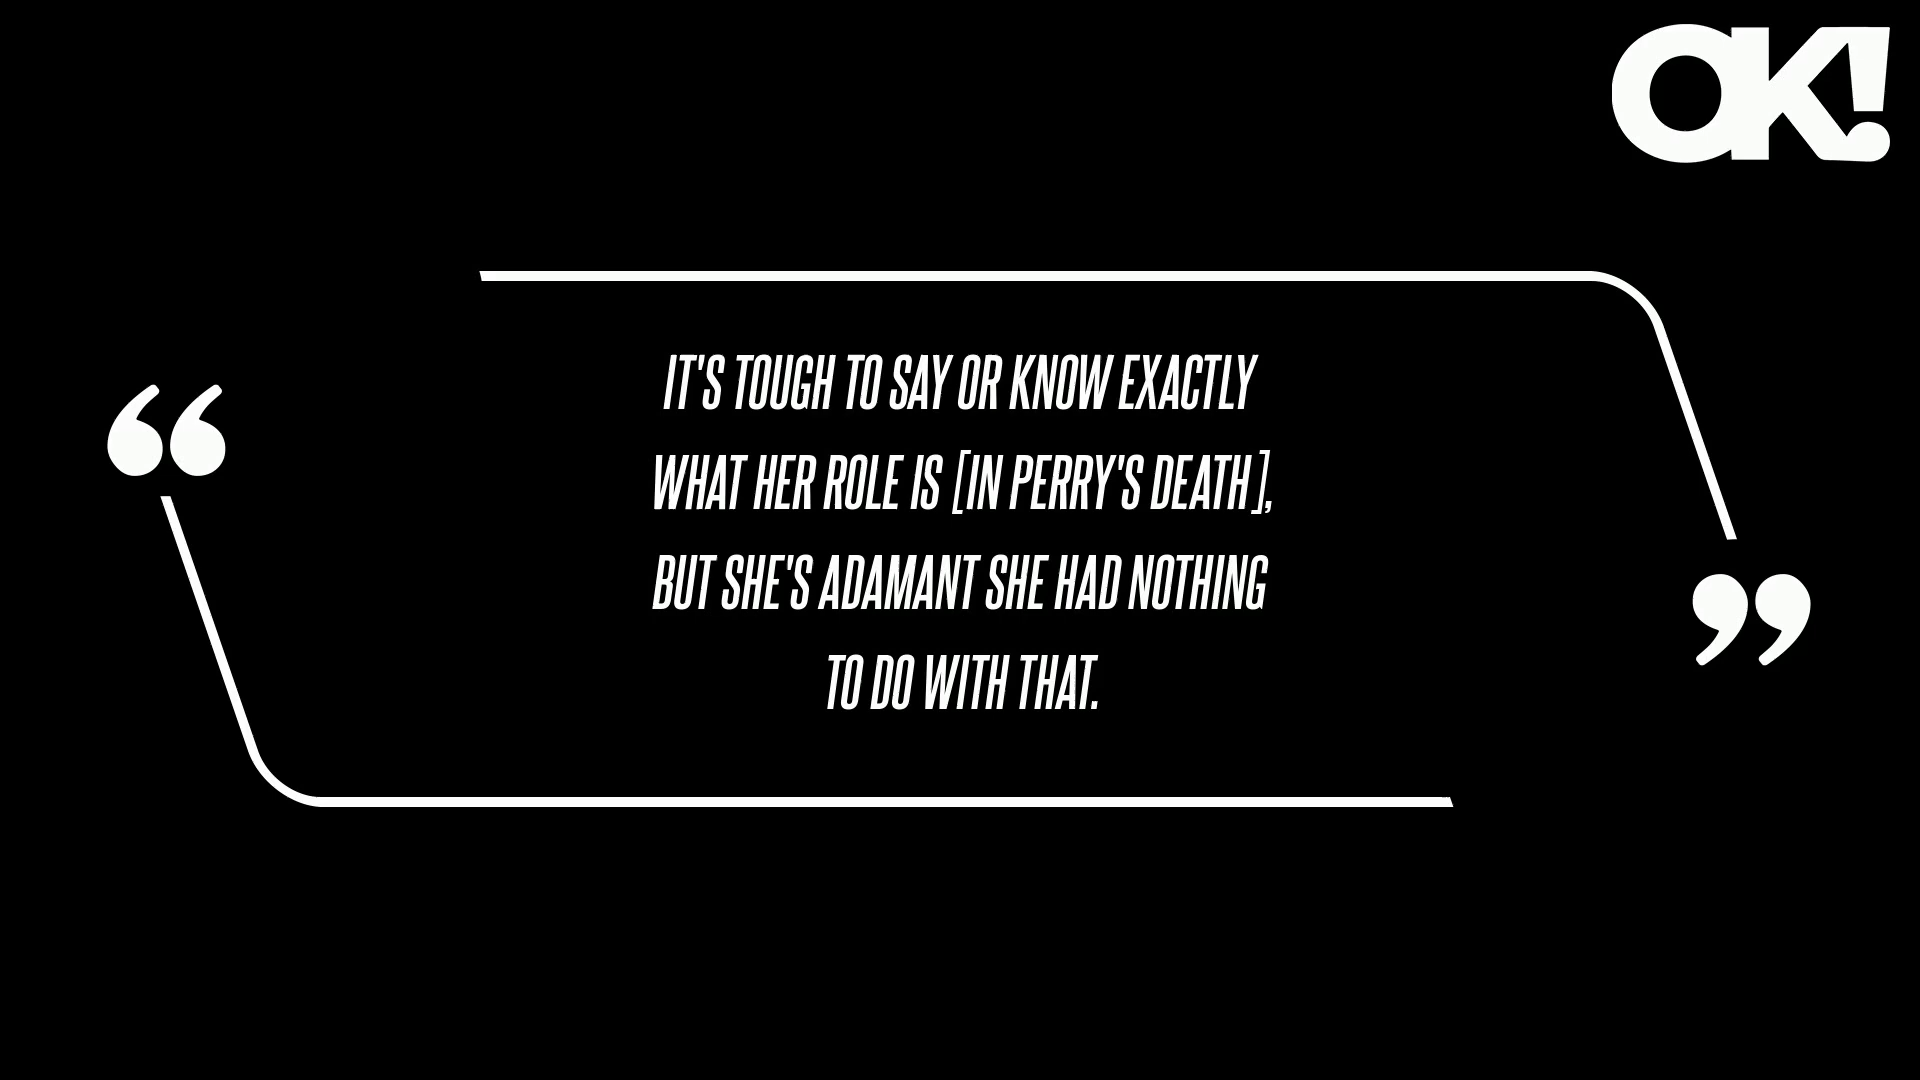 OK!
IT'S TOUGH TO SAY OR KNOW EXACTLY
WHAT HER ROLE IS [IN PERRY'S DEATH],
BUT SHE'S ADAMANT SHE HAD NOTHING
TO DO WITH THAT.